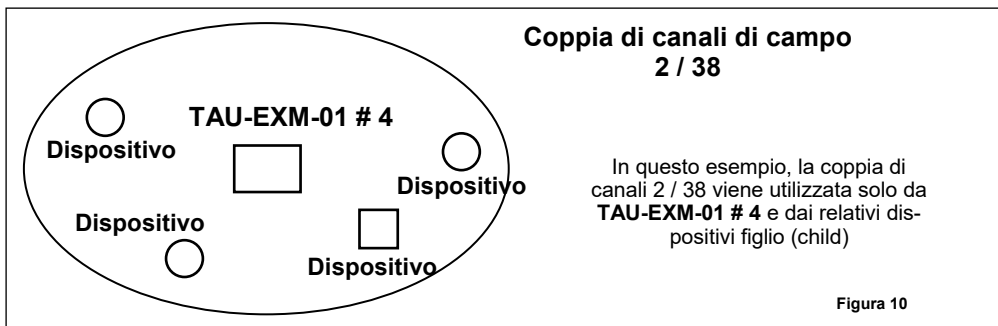 Coppia di canali di campo
2 / 38
TAU-EXM-01 # 4
Dispositivo
Dispositivo
Dispositivo
Dispositivo
In questo esempio, la coppia di
canali 2 / 38 viene utilizzata solo da
TAU-EXM-01 # 4 e dai relativi dis-
positivi figlio (child)
Figura 10